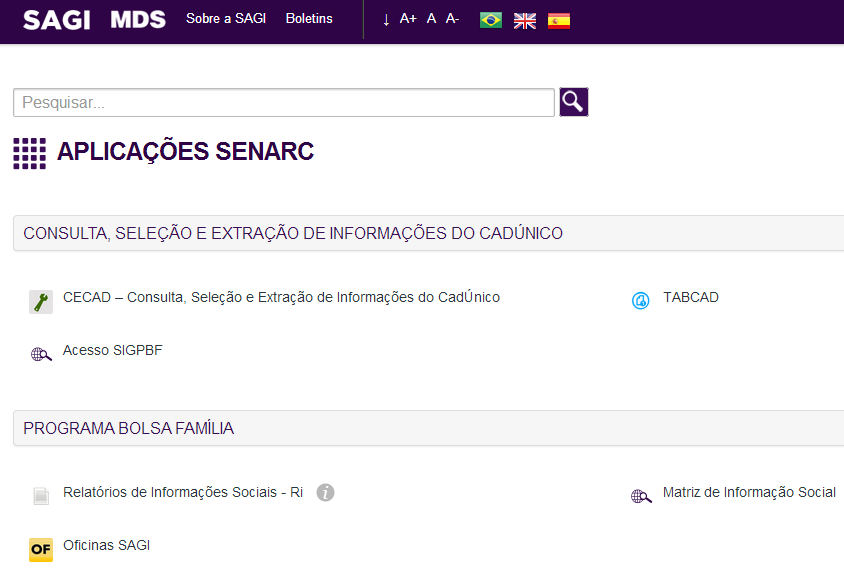 SAGI MDS Sobre a SAGI Boletins ↓ A+ A A-
Pesquisar...
APLICAÇÕES SENARC
CONSULTA, SELEÇÃO E EXTRAÇÃO DE INFORMAÇÕES DO CADÚNICO
CECAD – Consulta, Seleção e Extração de Informações do CadÚnico TABCAD
Acesso SIGPBF
PROGRAMA BOLSA FAMÍLIA
Relatórios de Informações Sociais - Ri i Matriz de Informação Social
OF Oficinas SAGI